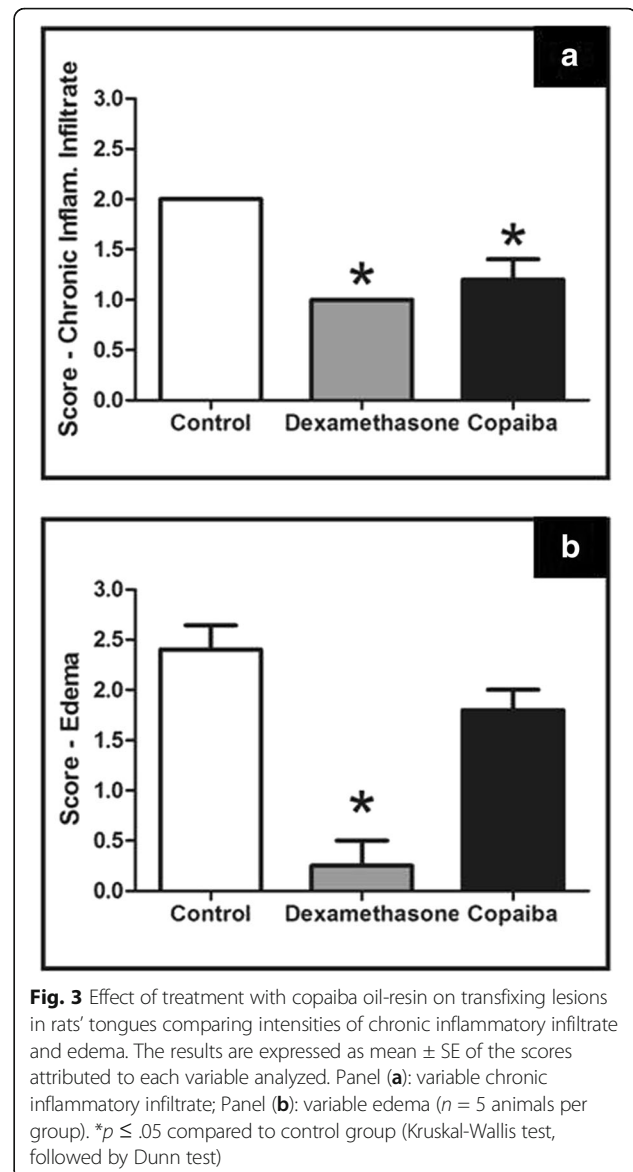 a
Score - Chronic Inflam. Infiltrate
3.0
2.5
2.0
1.5
1.0
0.5
0.0
*
*
Control Dexamethasone Copaiba
b
Score - Edema
3.0
2.5
2.0
1.5
1.0
0.5
0.0
*
Control Dexamethasone Copaiba
Fig. 3 Effect of treatment with copaiba oil-resin on transfixing lesions
in rats’ tongues comparing intensities of chronic inflammatory infiltrate
and edema. The results are expressed as mean ± SE of the scores
attributed to each variable analyzed. Panel (a): variable chronic
inflammatory infiltrate; Panel (b): variable edema (n = 5 animals per
group). *p ≤ .05 compared to control group (Kruskal-Wallis test,
followed by Dunn test)